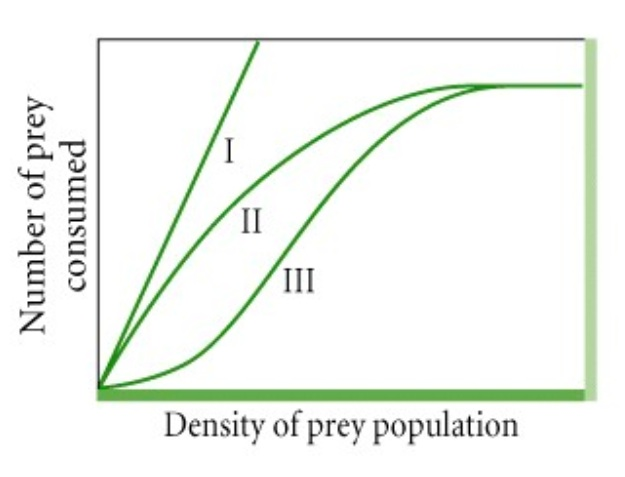 Number of prey
consumed
I
II
III
Density of prey population